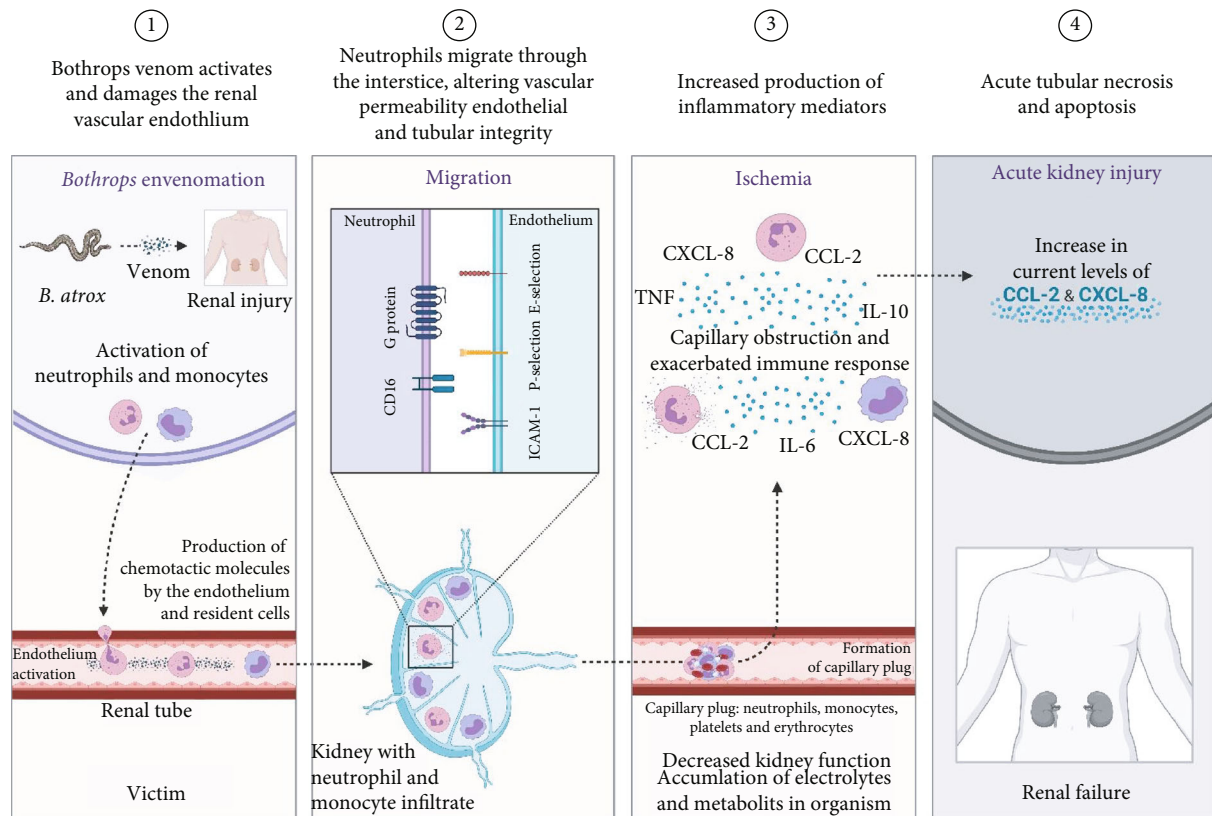 1
Bothrops venom activates
and damages the renal
vascular endothlium
Bothrops envenomation
B. atrox
Venom
Renal injury
Activation of
neutrophils and monocytes
Production of
chemotactic molecules
by the endothelium
and resident cells
Endothelium
activation
Renal tube
Victim
2
Neutrophils migrate through
the interstice, altering vascular
permeability endothelial
and tubular integrity
Migration
Neutrophil
Endothelium
G protein
CD16
E-selection
P-selection
ICAM-1
Kidney with
neutrophil and
monocyte infiltrate
3
Increased production of
inflammatory mediators
Ischemia
CXCL-8
CCL-2
TNF
IL-10
Capillary obstruction and
exacerbated immune response
CCL-2
IL-6
CXCL-8
Formation
of capillary plug
Capillary plug: neutrophils, monocytes,
platelets and erythrocytes
Decreased kidney function
Accumlation of electrolytes
and metabolits in organism
4
Acute tubular necrosis
and apoptosis
Acute kidney injury
Increase in
current levels of
CCL-2 & CXCL-8
Renal failure